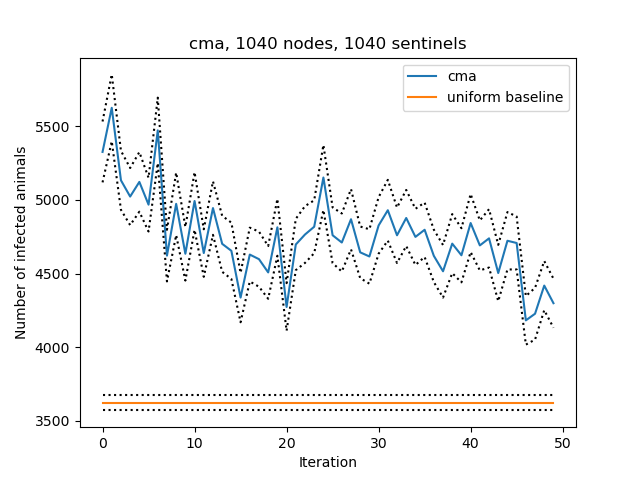 cma, 1040 nodes, 1040 sentinels
cma
uniform baseline
Number of infected animals
5500
5000
4500
4000
3500
0 10 20 30 40 50
Iteration